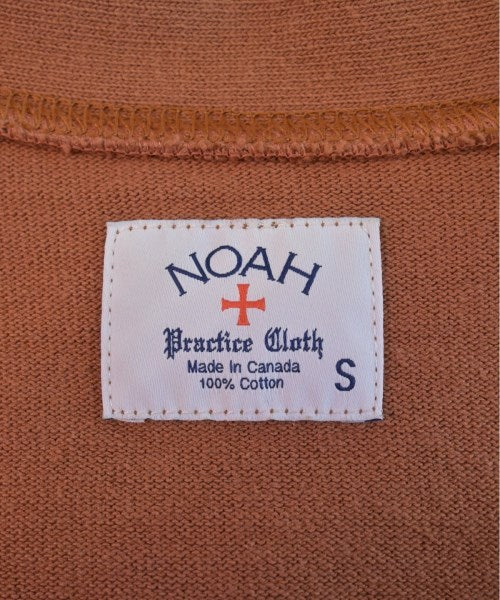 NOAH
Practice Cloth
Made In Canada
100% Cotton
S